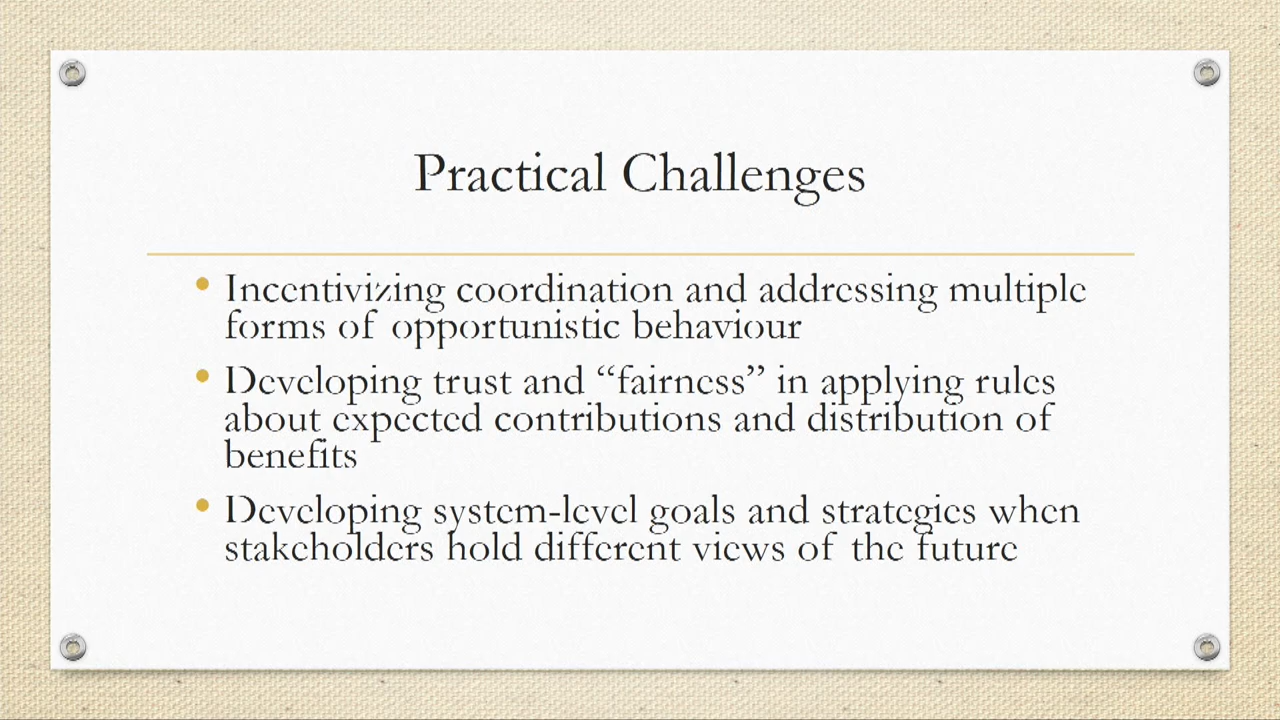 Practical Challenges
• Incentivizing coordination and addressing multiple
forms of opportunistic behaviour
• Developing trust and “fairness” in applying rules
about expected contributions and distribution of
benefits
• Developing system-level goals and strategies when
stakeholders hold different views of the future